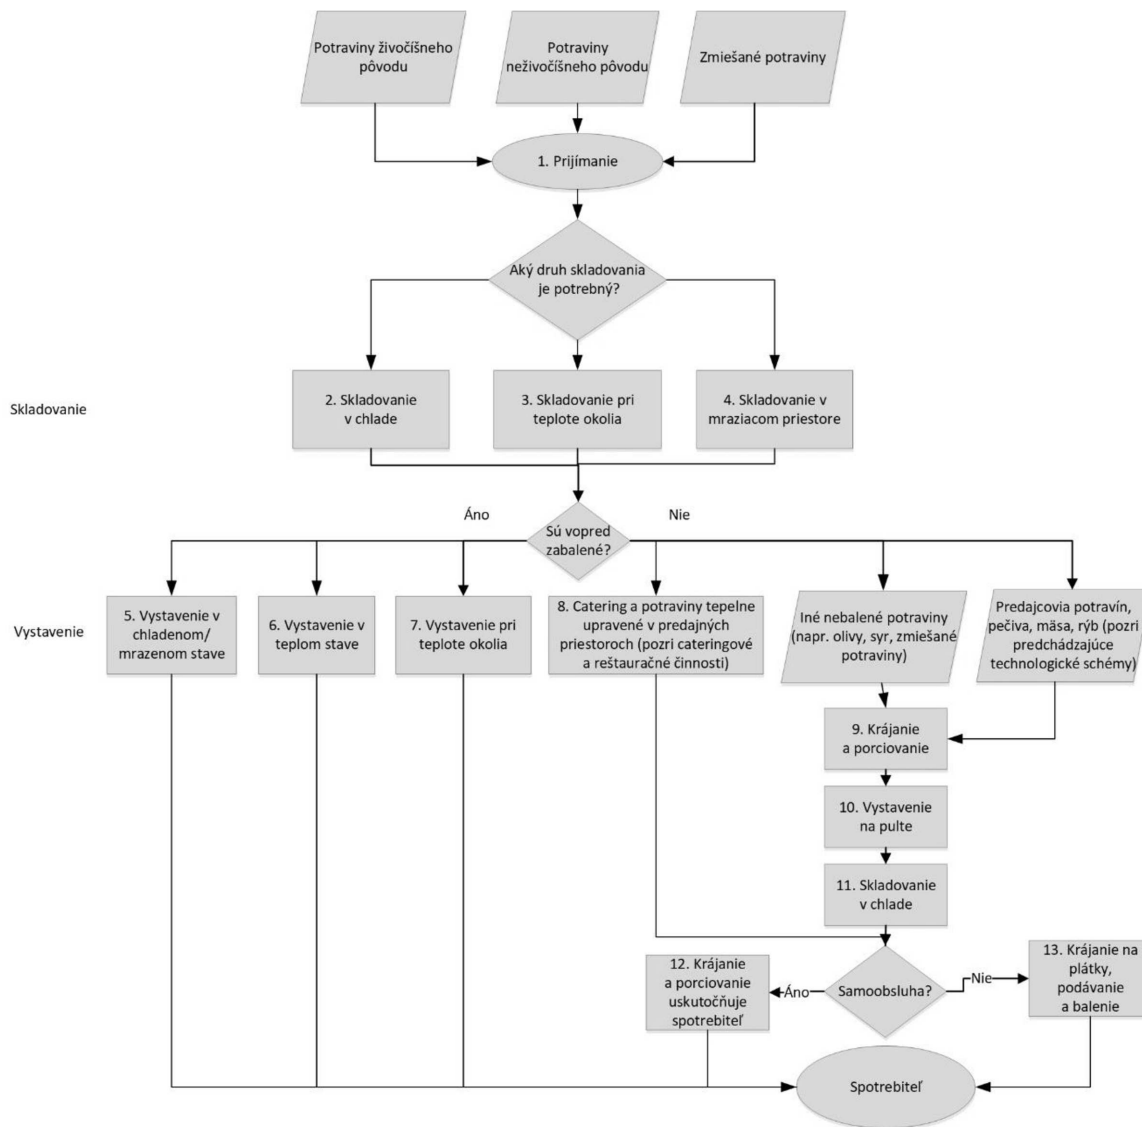 Potraviny živočíšneho
pôvodu
Potraviny
neživočíšneho pôvodu
Zmiešané potraviny
1. Prijímanie
Aký druh skladovania
je potrebný?
Skladovanie
2. Skladovanie
v chlade
3. Skladovanie pri
teplote okolia
4. Skladovanie v
mraziacom priestore
Áno
Nie
Sú vopred
zabalené?
Vystavenie
5. Vystavenie v
chladenom/
mrazenom stave
6. Vystavenie v
teplom stave
7. Vystavenie pri
teplote okolia
8. Catering a potraviny tepelne
upravené v predajných
priestoroch (pozri cateringové
a reštauračné činnosti)
Iné nebalené potraviny
(napr. olivy, syr, zmiešané
potraviny)
Predajcovia potravín,
pečiva, mäsa, rýb (pozri
predchádzajúce
technologické schémy)
9. Krájanie
a porciovanie
10. Vystavenie
na pulte
11. Skladovanie
v chlade
12. Krájanie
a porciovanie
uskutočňuje
spotrebiteľ
Áno
Samoobsluha?
Nie
13. Krájanie na
plátky,
podávanie
a balenie
Spotrebiteľ